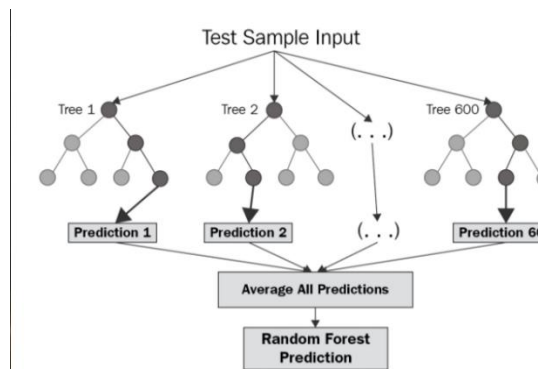 Test Sample Input
Tree 1
Tree 2
Tree 600
(. . .)
Prediction 1
Prediction 2
(. . .)
Prediction 60
Average All Predictions
Random Forest
Prediction